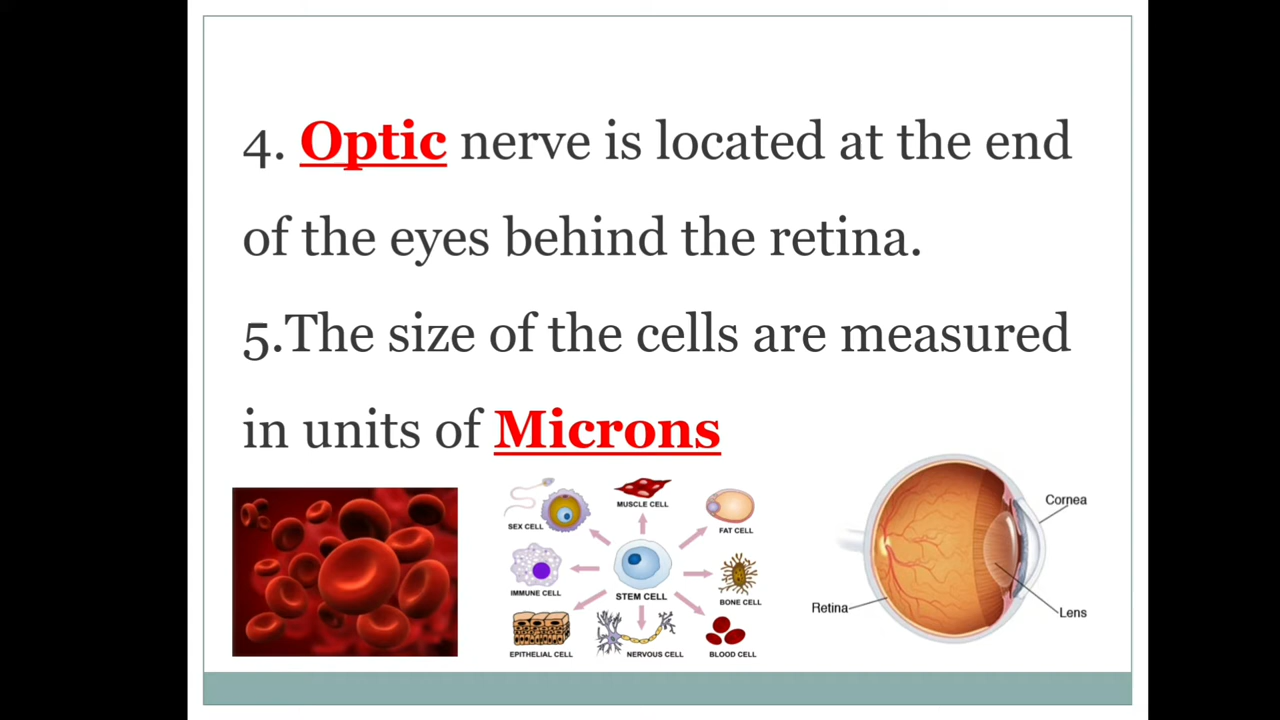 4. Optic nerve is located at the end
of the eyes behind the retina.
5.The size of the cells are measured
in units of Microns
SEX CELL
MUSCLE CELL
FAT CELL
IMMUNE CELL
STEM CELL
BONE CELL
EPITHELIAL CELL
NERVOUS CELL
BLOOD CELL
Cornea
Retina
Lens